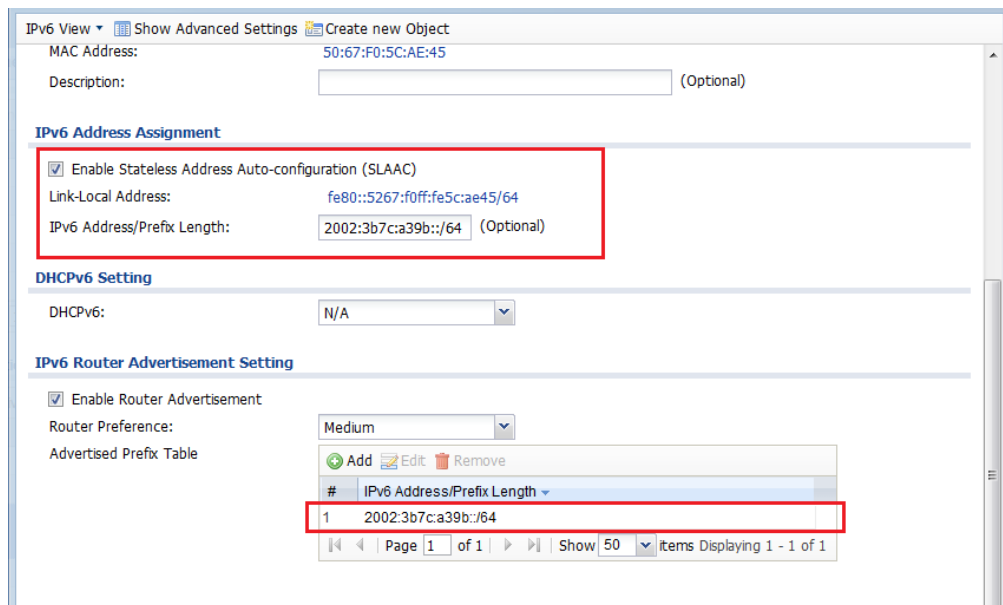 IPv6 View Show Advanced Settings Create new Object
MAC Address: 50:67:F0:5C:AE:45
Description: (Optional)
IPv6 Address Assignment
Enable Stateless Address Auto-configuration (SLAAC)
Link-Local Address: fe80::5267:f0ff:fe5c:ae45/64
IPv6 Address/Prefix Length: 2002:3b7c:a39b::/64 (Optional)
DHCPv6 Setting
DHCPv6: N/A
IPv6 Router Advertisement Setting
Enable Router Advertisement
Router Preference: Medium
Advertised Prefix Table
Add Edit Remove
# IPv6 Address/Prefix Length
1 2002:3b7c:a39b::/64
Page 1 of 1 Show 50 items Displaying 1 - 1 of 1